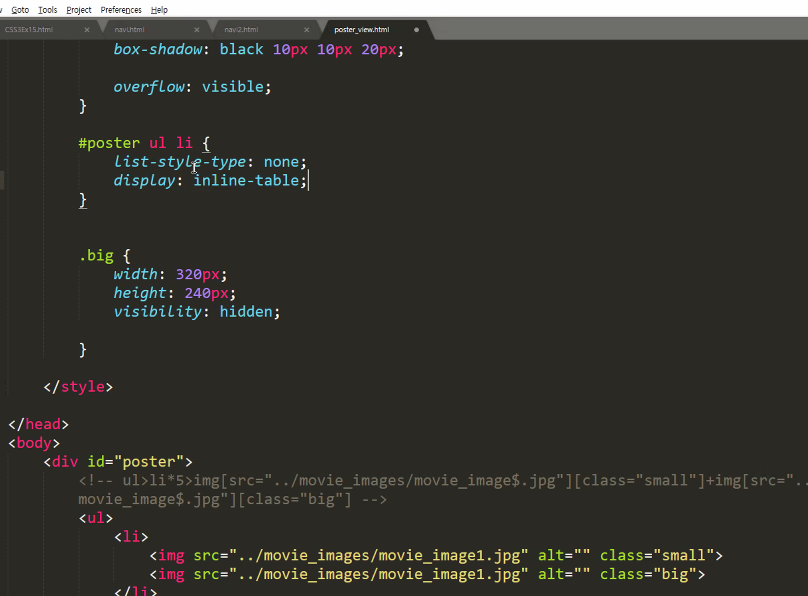 w Goto Tools Project Preferences Help
CSS3Ex15.html × navi.html × navi2.html × poster_view.html
box-shadow: black 10px 10px 20px;
overflow: visible;
}
#poster ul li {
list-style-type: none;
display: inline-table;
}
.big {
width: 320px;
height: 240px;
visibility: hidden;
}
</style>
</head>
<body>
<div id="poster">
<!-- ul>li*5>img[src="../movie_images/movie_image$.jpg"][class="small"]+img[src="..
movie_image$.jpg"][class="big"] -->
<ul>
<li>
<img src="../movie_images/movie_image1.jpg" alt="" class="small">
<img src="../movie_images/movie_image1.jpg" alt="" class="big">
</li>